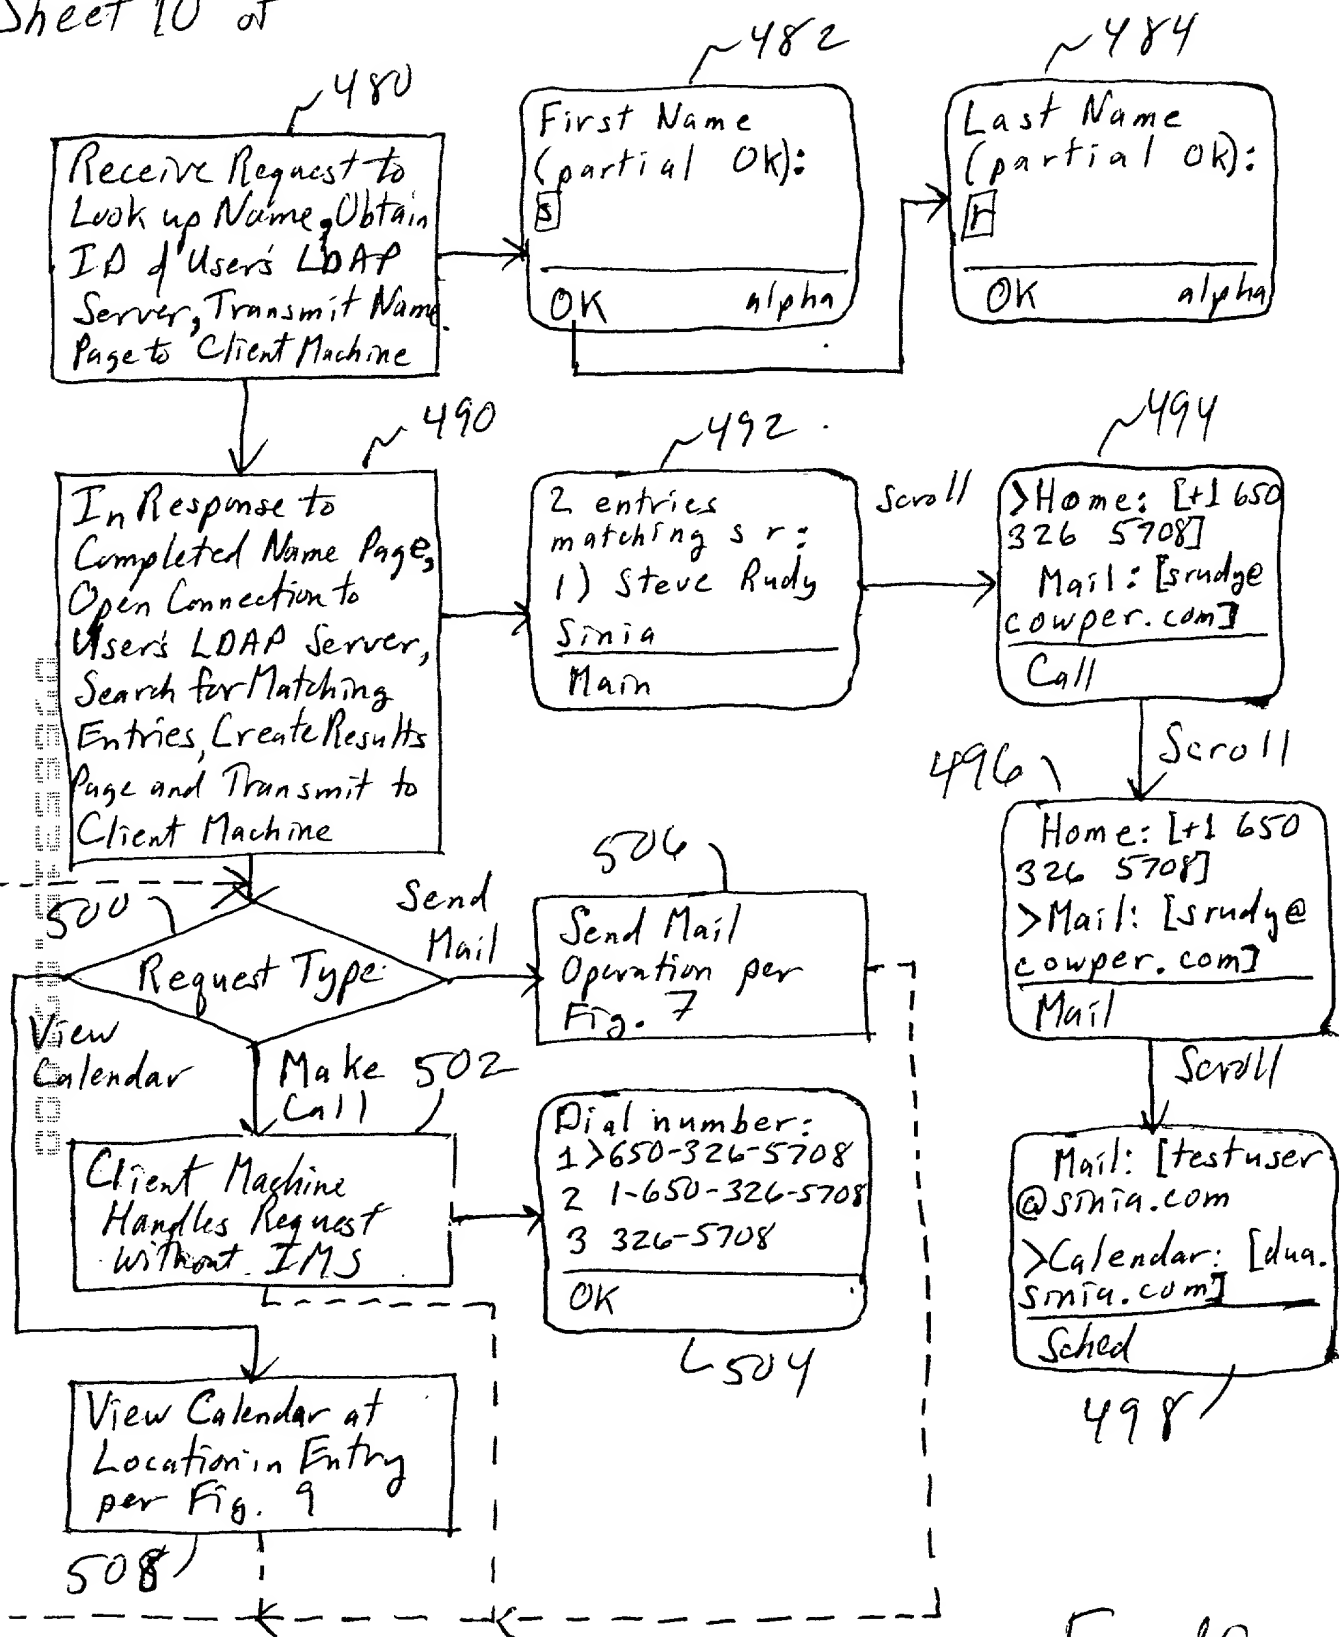 Sheet 10 of
480
Receive Request to
Look up Name, Obtain
ID of User's LDAP
Server, Transmit Name
Page to Client Machine
482
First Name
(partial OK):
s
OK alpha
484
Last Name
(partial OK):
r
OK alpha
490
In Response to
Completed Name Page,
Open Connection to
User's LDAP Server,
Search for Matching
Entries, Create Results
Page and Transmit to
Client Machine
492
2 entries
matching s r:
1) Steve Rudy
Sinia
Main
Scroll
494
>Home: [+1 650
326 5708]
Mail: [srudy@
cowper.com]
Call
Scroll
496
Home: [+1 650
326 5708]
>Mail: [srudy@
cowper.com]
Mail
Scroll
Mail: [testuser
@sinia.com
>Calendar: [dua.
sinia.com]
Sched
498
500
Request Type
Send
Mail
506
Send Mail
Operation per
Fig. 7
View
Calendar
Make
Call
502
Client Machine
Handles Request
Without IMS
Dial number:
1 >650-326-5708
2 1-650-326-5708
3 326-5708
OK
504
View Calendar at
Location in Entry
per Fig. 9
508